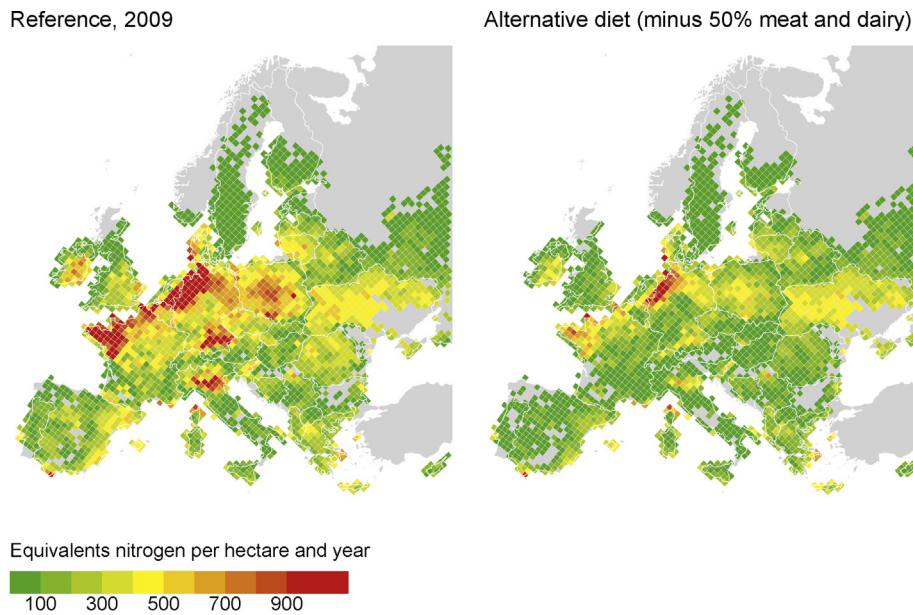 Reference, 2009
Alternative diet (minus 50% meat and dairy)
Equivalents nitrogen per hectare and year
100 300 500 700 900